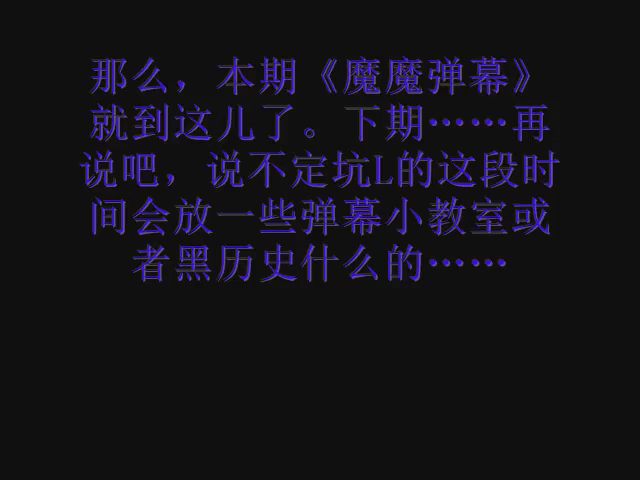 那么，本期《魔魔弹幕》
就到这儿了。下期……再
说吧，说不定坑L的这段时
间会放一些弹幕小教室或
者黑历史什么的……